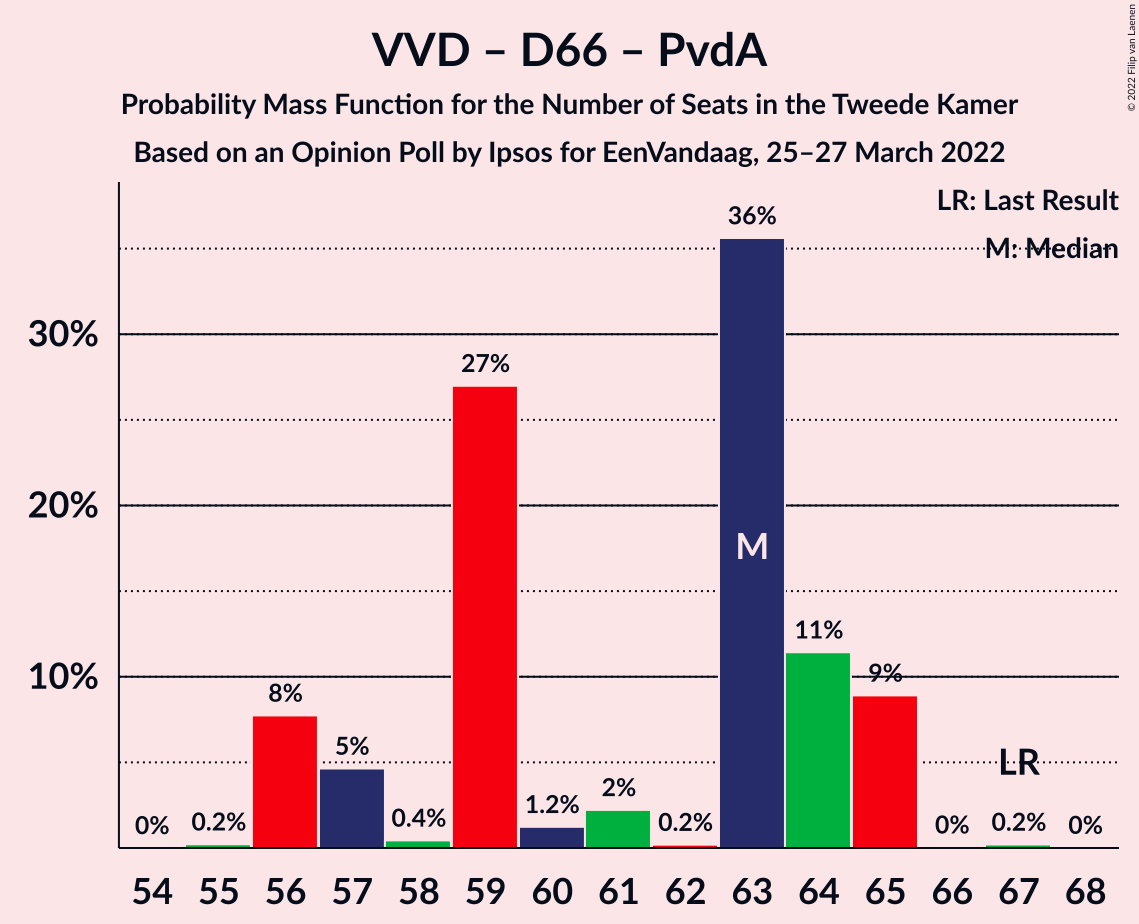 VVD – D66 – PvdA
Probability Mass Function for the Number of Seats in the Tweede Kamer
Based on an Opinion Poll by Ipsos for EenVandaag, 25–27 March 2022
© 2022 Filip van Laenen
LR: Last Result
M: Median
36%
30%
27%
20%
M
11%
10%
9%
8%
5%
LR
2%
1.2%
0.4%
0% 0.2% 0.2% 0% 0.2% 0%
54 55 56 57 58 59 60 61 62 63 64 65 66 67 68